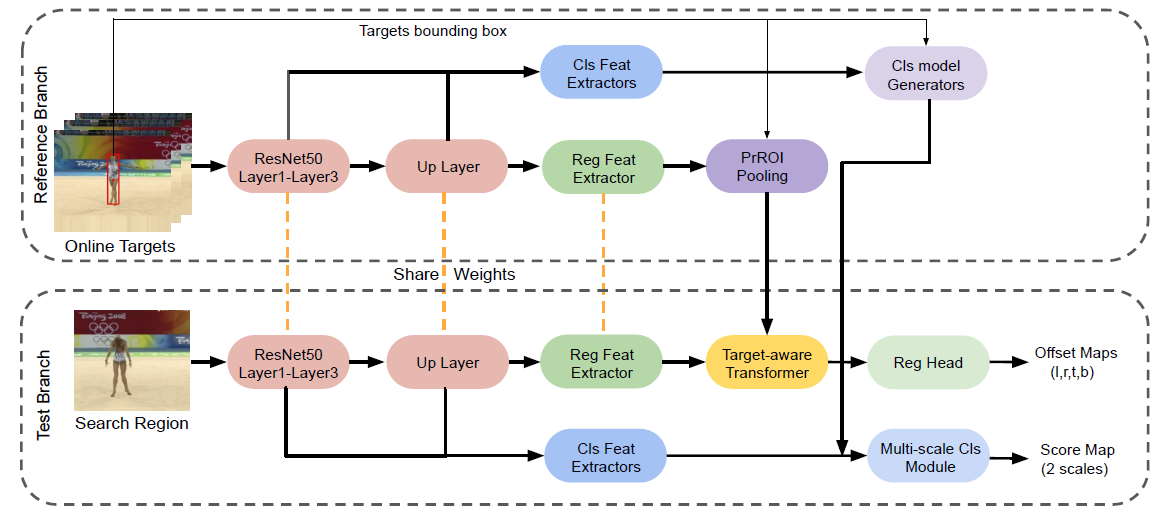 Targets bounding box
Cls Feat
Extractors
Cls model
Generators
Reference Branch
ResNet50
Layer1-Layer3
Up Layer
Reg Feat
Extractor
PrROI
Pooling
Online Targets
Share Weights
Test Branch
Search Region
ResNet50
Layer1-Layer3
Up Layer
Reg Feat
Extractor
Target-aware
Transformer
Reg Head
Offset Maps
(l,r,t,b)
Cls Feat
Extractors
Multi-scale Cls
Module
Score Map
(2 scales)